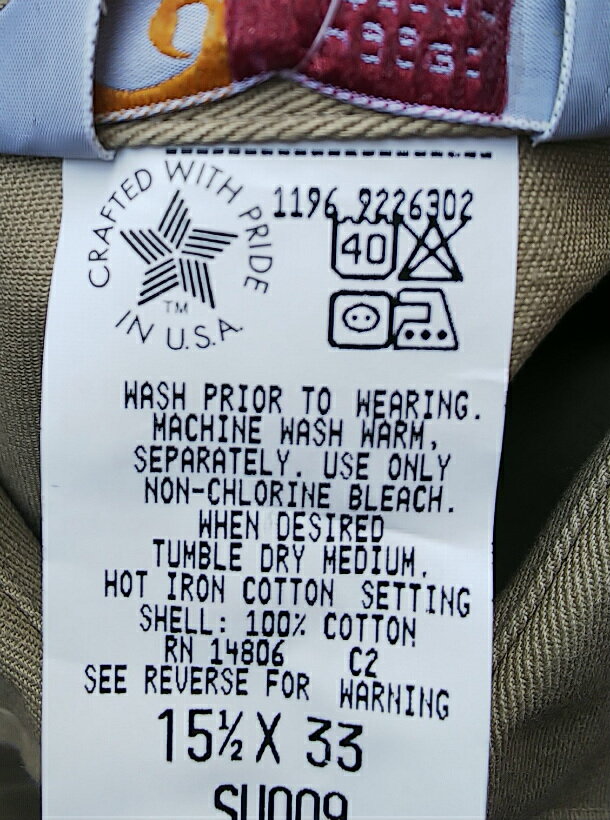 CRAFTED WITH PRIDE
IN U.S.A.
TM
1196 9226302
40
WASH PRIOR TO WEARING.
MACHINE WASH WARM,
SEPARATELY. USE ONLY
NON-CHLORINE BLEACH.
WHEN DESIRED
TUMBLE DRY MEDIUM.
HOT IRON COTTON SETTING
SHELL: 100% COTTON
RN 14806 C2
SEE REVERSE FOR WARNING
15½ X 33
SU009